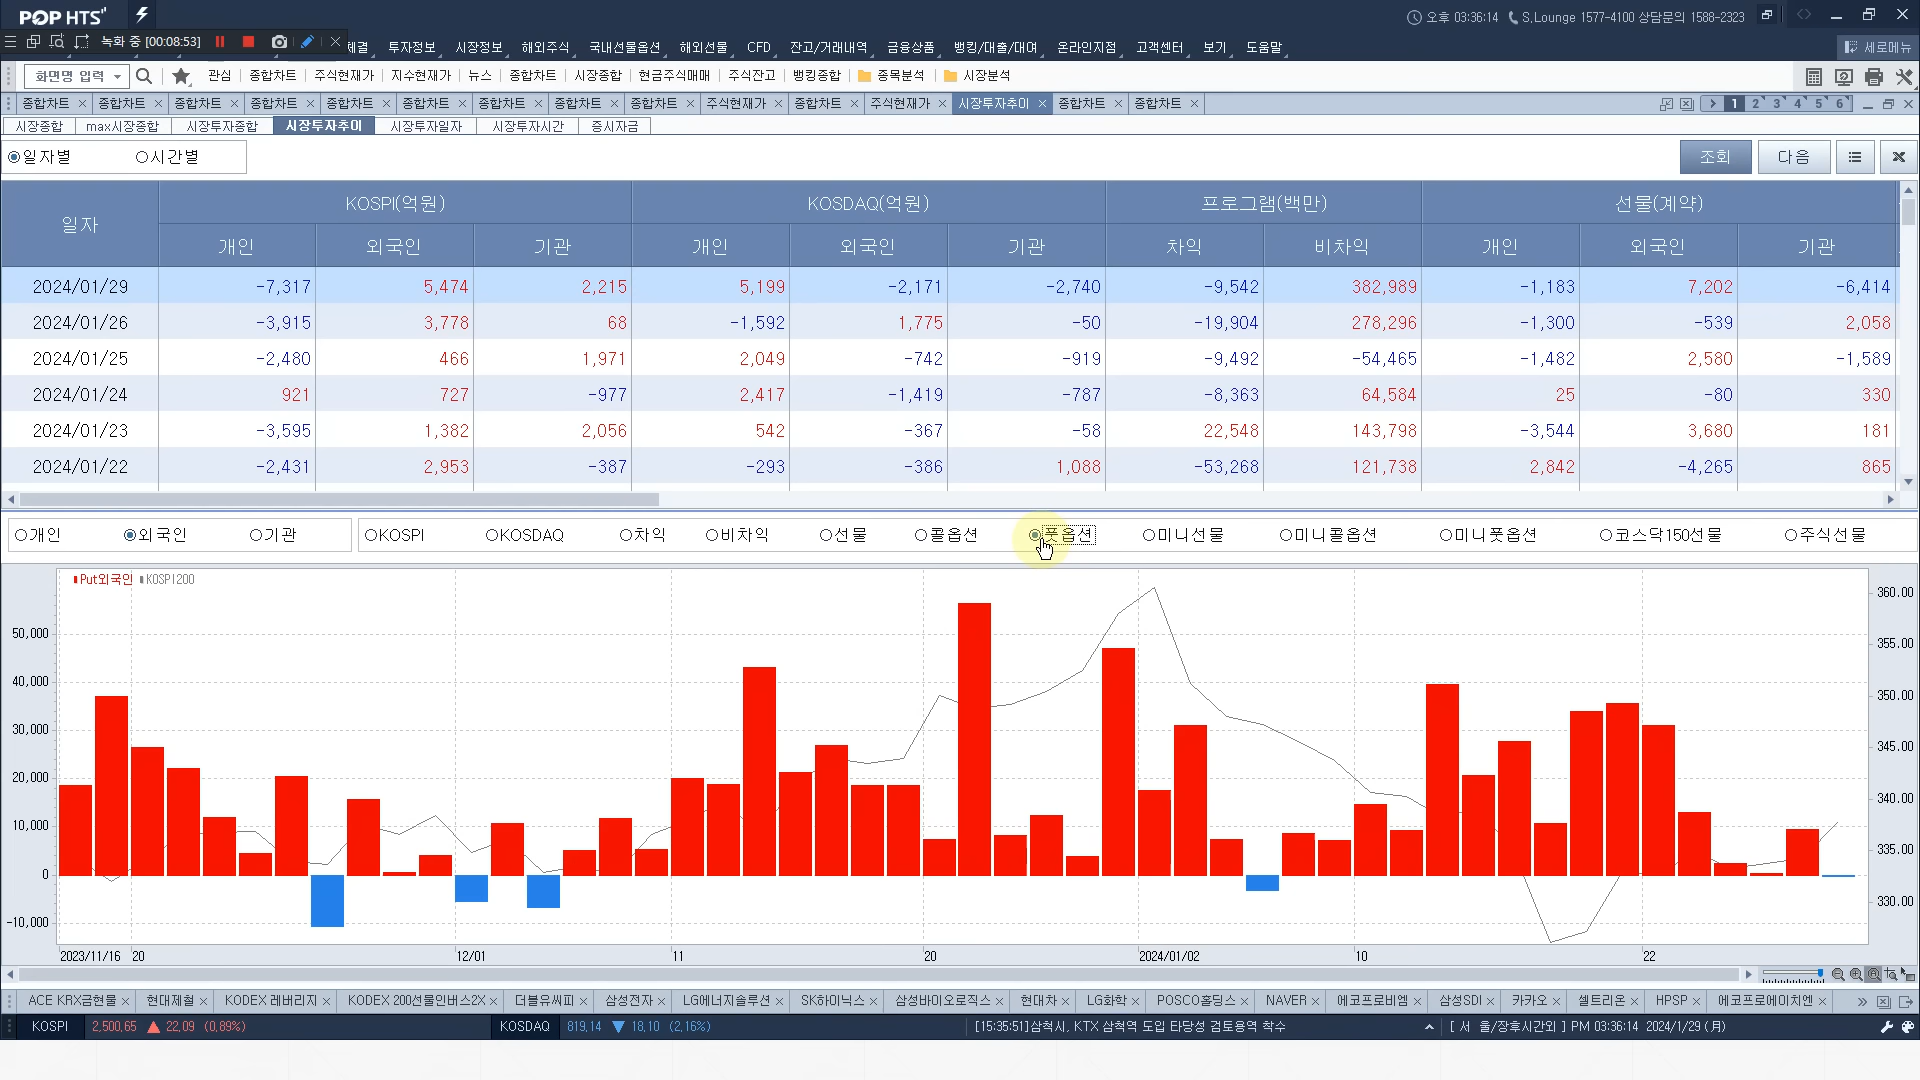 POP HTS
오후 03:36:14 S.Lounge 1577-4100 상담문의 1588-2323
녹화 중 [00:08:53] 체결 투자정보 시장정보 해외주식 국내선물옵션 해외선물 CFD 잔고/거래내역 금융상품 뱅킹/대출/대여 온라인지점 고객센터 보기 도움말 세로메뉴
화면명 입력 관심 종합차트 주식현재가 지수현재가 뉴스 종합차트 시장종합 현금주식매매 주식잔고 뱅킹종합 종목분석 시장분석
종합차트 종합차트 종합차트 종합차트 종합차트 종합차트 종합차트 종합차트 종합차트 주식현재가 종합차트 주식현재가 시장투자추이 종합차트 종합차트 1 2 3 4 5 6
시장종합 max시장종합 시장투자종합 시장투자추이 시장투자일자 시장투자시간 증시자금
일자별 시간별 조회 다음
일자 KOSPI(억원) KOSDAQ(억원) 프로그램(백만) 선물(계약)
개인 외국인 기관 개인 외국인 기관 차익 비차익 개인 외국인 기관
2024/01/29 -7,317 5,474 2,215 5,199 -2,171 -2,740 -9,542 382,989 -1,183 7,202 -6,414
2024/01/26 -3,915 3,778 68 -1,592 1,775 -50 -19,904 278,296 -1,300 -539 2,058
2024/01/25 -2,480 466 1,971 2,049 -742 -919 -9,492 -54,465 -1,482 2,580 -1,589
2024/01/24 921 727 -977 2,417 -1,419 -787 -8,363 64,584 25 -80 330
2024/01/23 -3,595 1,382 2,056 542 -367 -58 22,548 143,798 -3,544 3,680 181
2024/01/22 -2,431 2,953 -387 -293 -386 1,088 -53,268 121,738 2,842 -4,265 865
개인 외국인 기관 KOSPI KOSDAQ 차익 비차익 선물 콜옵션 풋옵션 미니선물 미니콜옵션 미니풋옵션 코스닥150선물 주식선물
Put외국인 KOSPI200
360.00
50,000 355.00
40,000 350.00
30,000 345.00
20,000 340.00
10,000 335.00
0 330.00
-10,000
2023/11/16 20 12/01 11 20 2024/01/02 10 22
ACE KRX금현물 현대제철 KODEX 레버리지 KODEX 200선물인버스2X 더블유씨피 삼성전자 LG에너지솔루션 SK하이닉스 삼성바이오로직스 현대차 LG화학 POSCO홀딩스 NAVER 에코프로비엠 삼성SDI 카카오 셀트리온 HPSP 에코프로에이치엔
KOSPI 2,500.65 ▲ 22.09 (0.89%) KOSDAQ 819.14 ▼ 18.10 (2.16%) [15:35:51]삼척시, KTX 삼척역 도입 타당성 검토용역 착수 [ 서 울/장후시간외 ] PM 03:36:14 2024/1/29 (月)